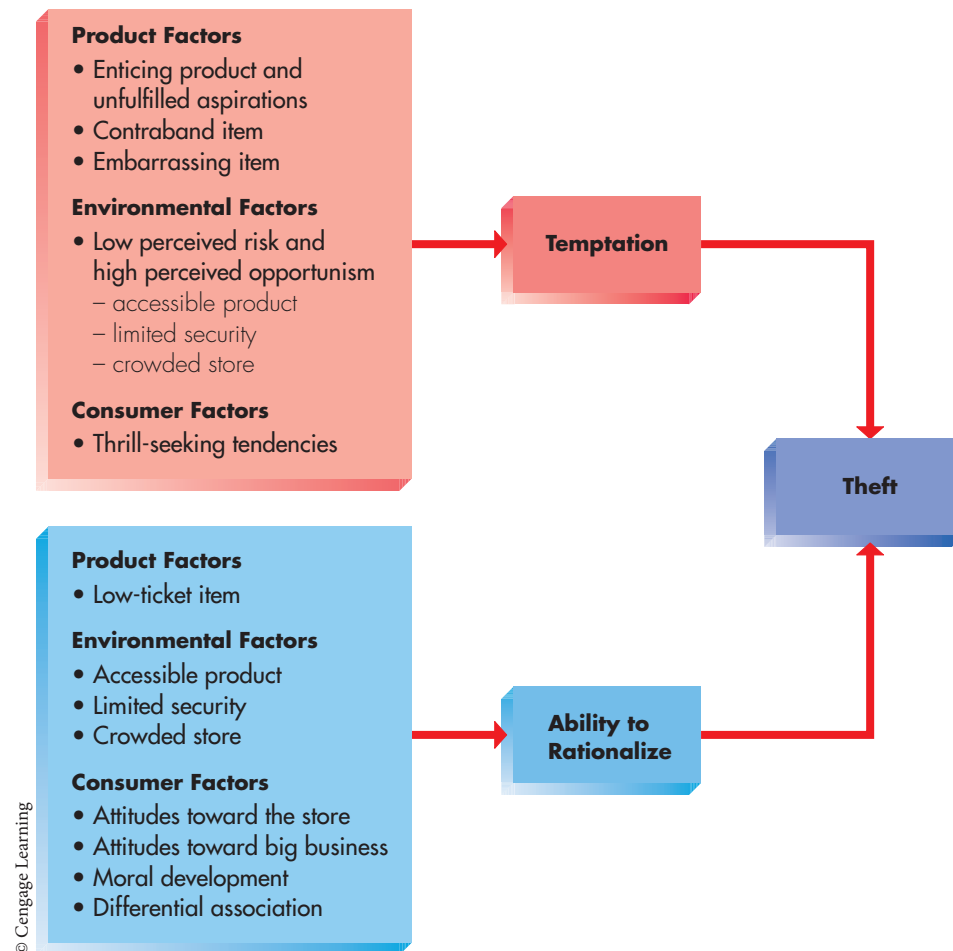 Product Factors
• Enticing product and
unfulfilled aspirations
• Contraband item
• Embarrassing item
Environmental Factors
• Low perceived risk and
high perceived opportunism
– accessible product
– limited security
– crowded store
Consumer Factors
• Thrill-seeking tendencies
Temptation
Theft
Product Factors
• Low-ticket item
Environmental Factors
• Accessible product
• Limited security
• Crowded store
Consumer Factors
• Attitudes toward the store
• Attitudes toward big business
• Moral development
• Differential association
Ability to
Rationalize
© Cengage Learning